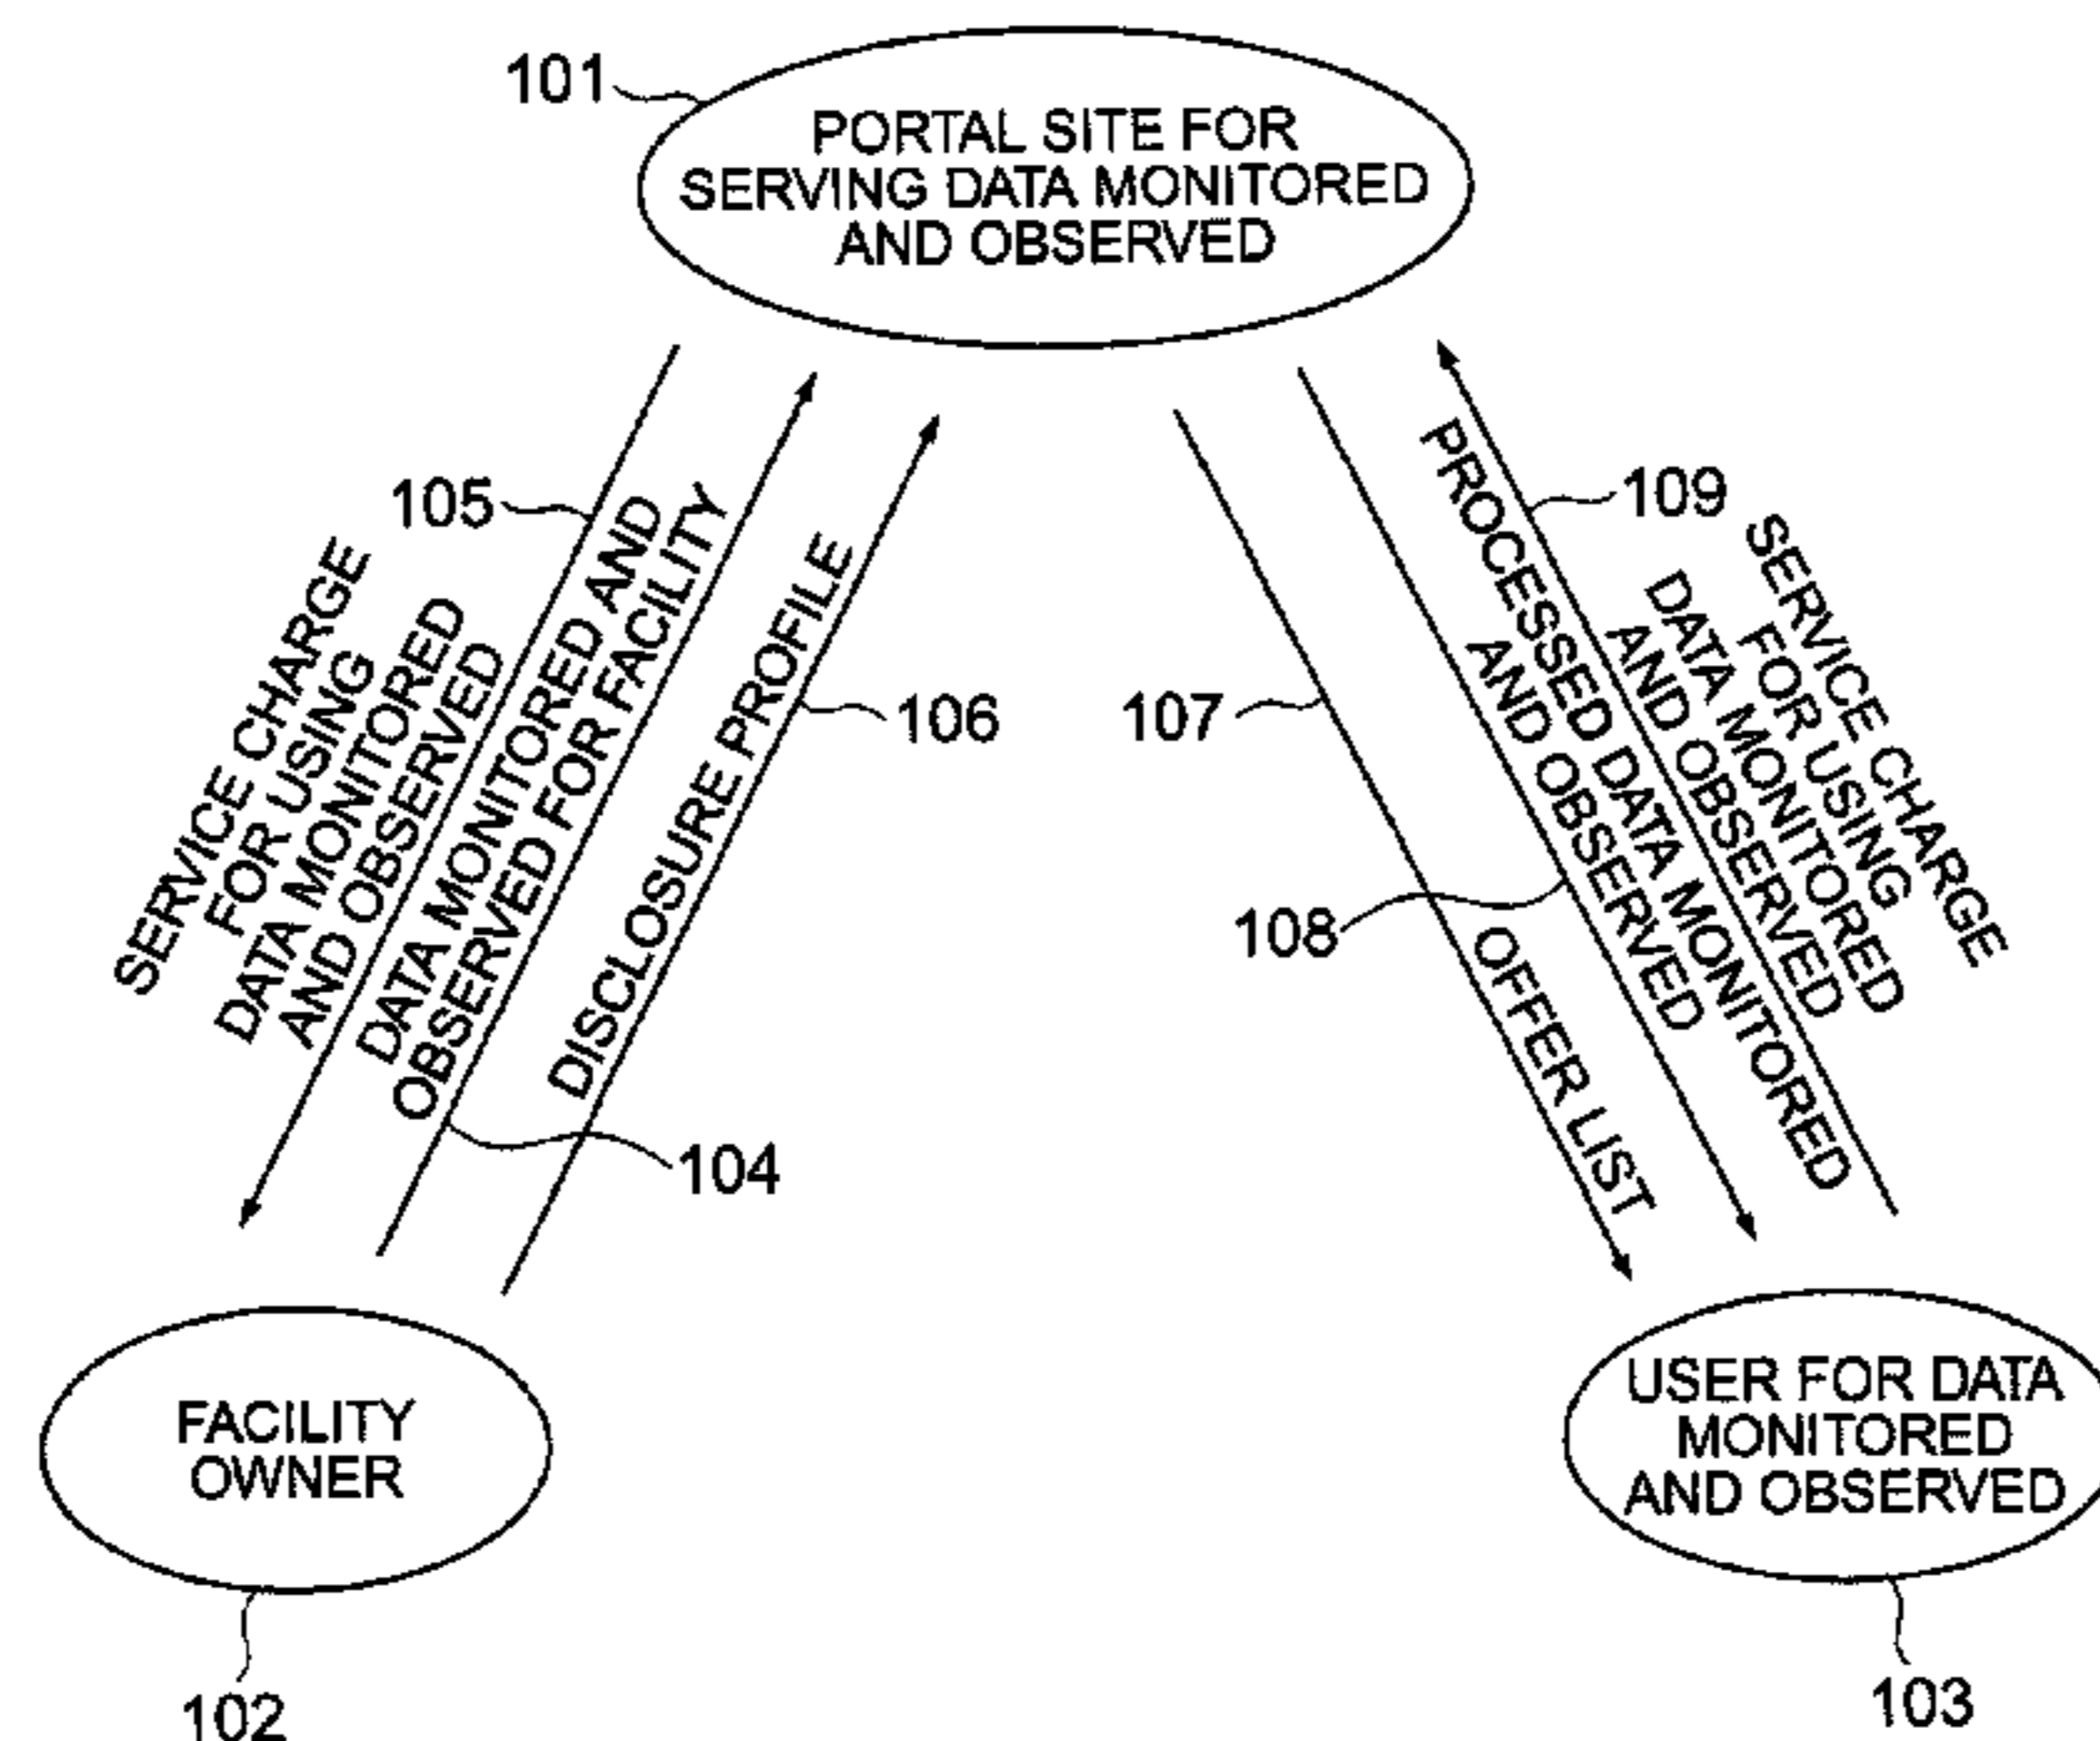 101
PORTAL SITE FOR
SERVING DATA MONITORED
AND OBSERVED
105
SERVICE CHARGE
FOR USING
DATA MONITORED
AND OBSERVED
DATA MONITORED AND
OBSERVED FOR FACILITY
104
DISCLOSURE PROFILE
106
107
OFFER LIST
108
PROCESSED DATA MONITORED
AND OBSERVED
109
SERVICE CHARGE
FOR USING
DATA MONITORED
AND OBSERVED
FACILITY
OWNER
102
USER FOR DATA
MONITORED
AND OBSERVED
103